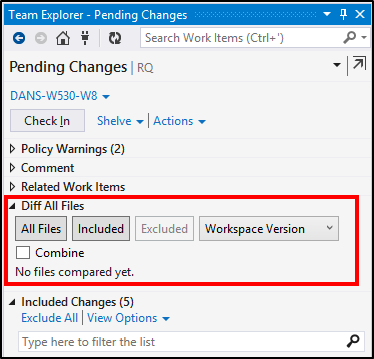 Team Explorer - Pending Changes
Search Work Items (Ctrl+')
Pending Changes | RQ
DANS-W530-W8
Check In Shelve Actions
Policy Warnings (2)
Comment
Related Work Items
Diff All Files
All Files Included Excluded Workspace Version
Combine
No files compared yet.
Included Changes (5)
Exclude All | View Options
Type here to filter the list